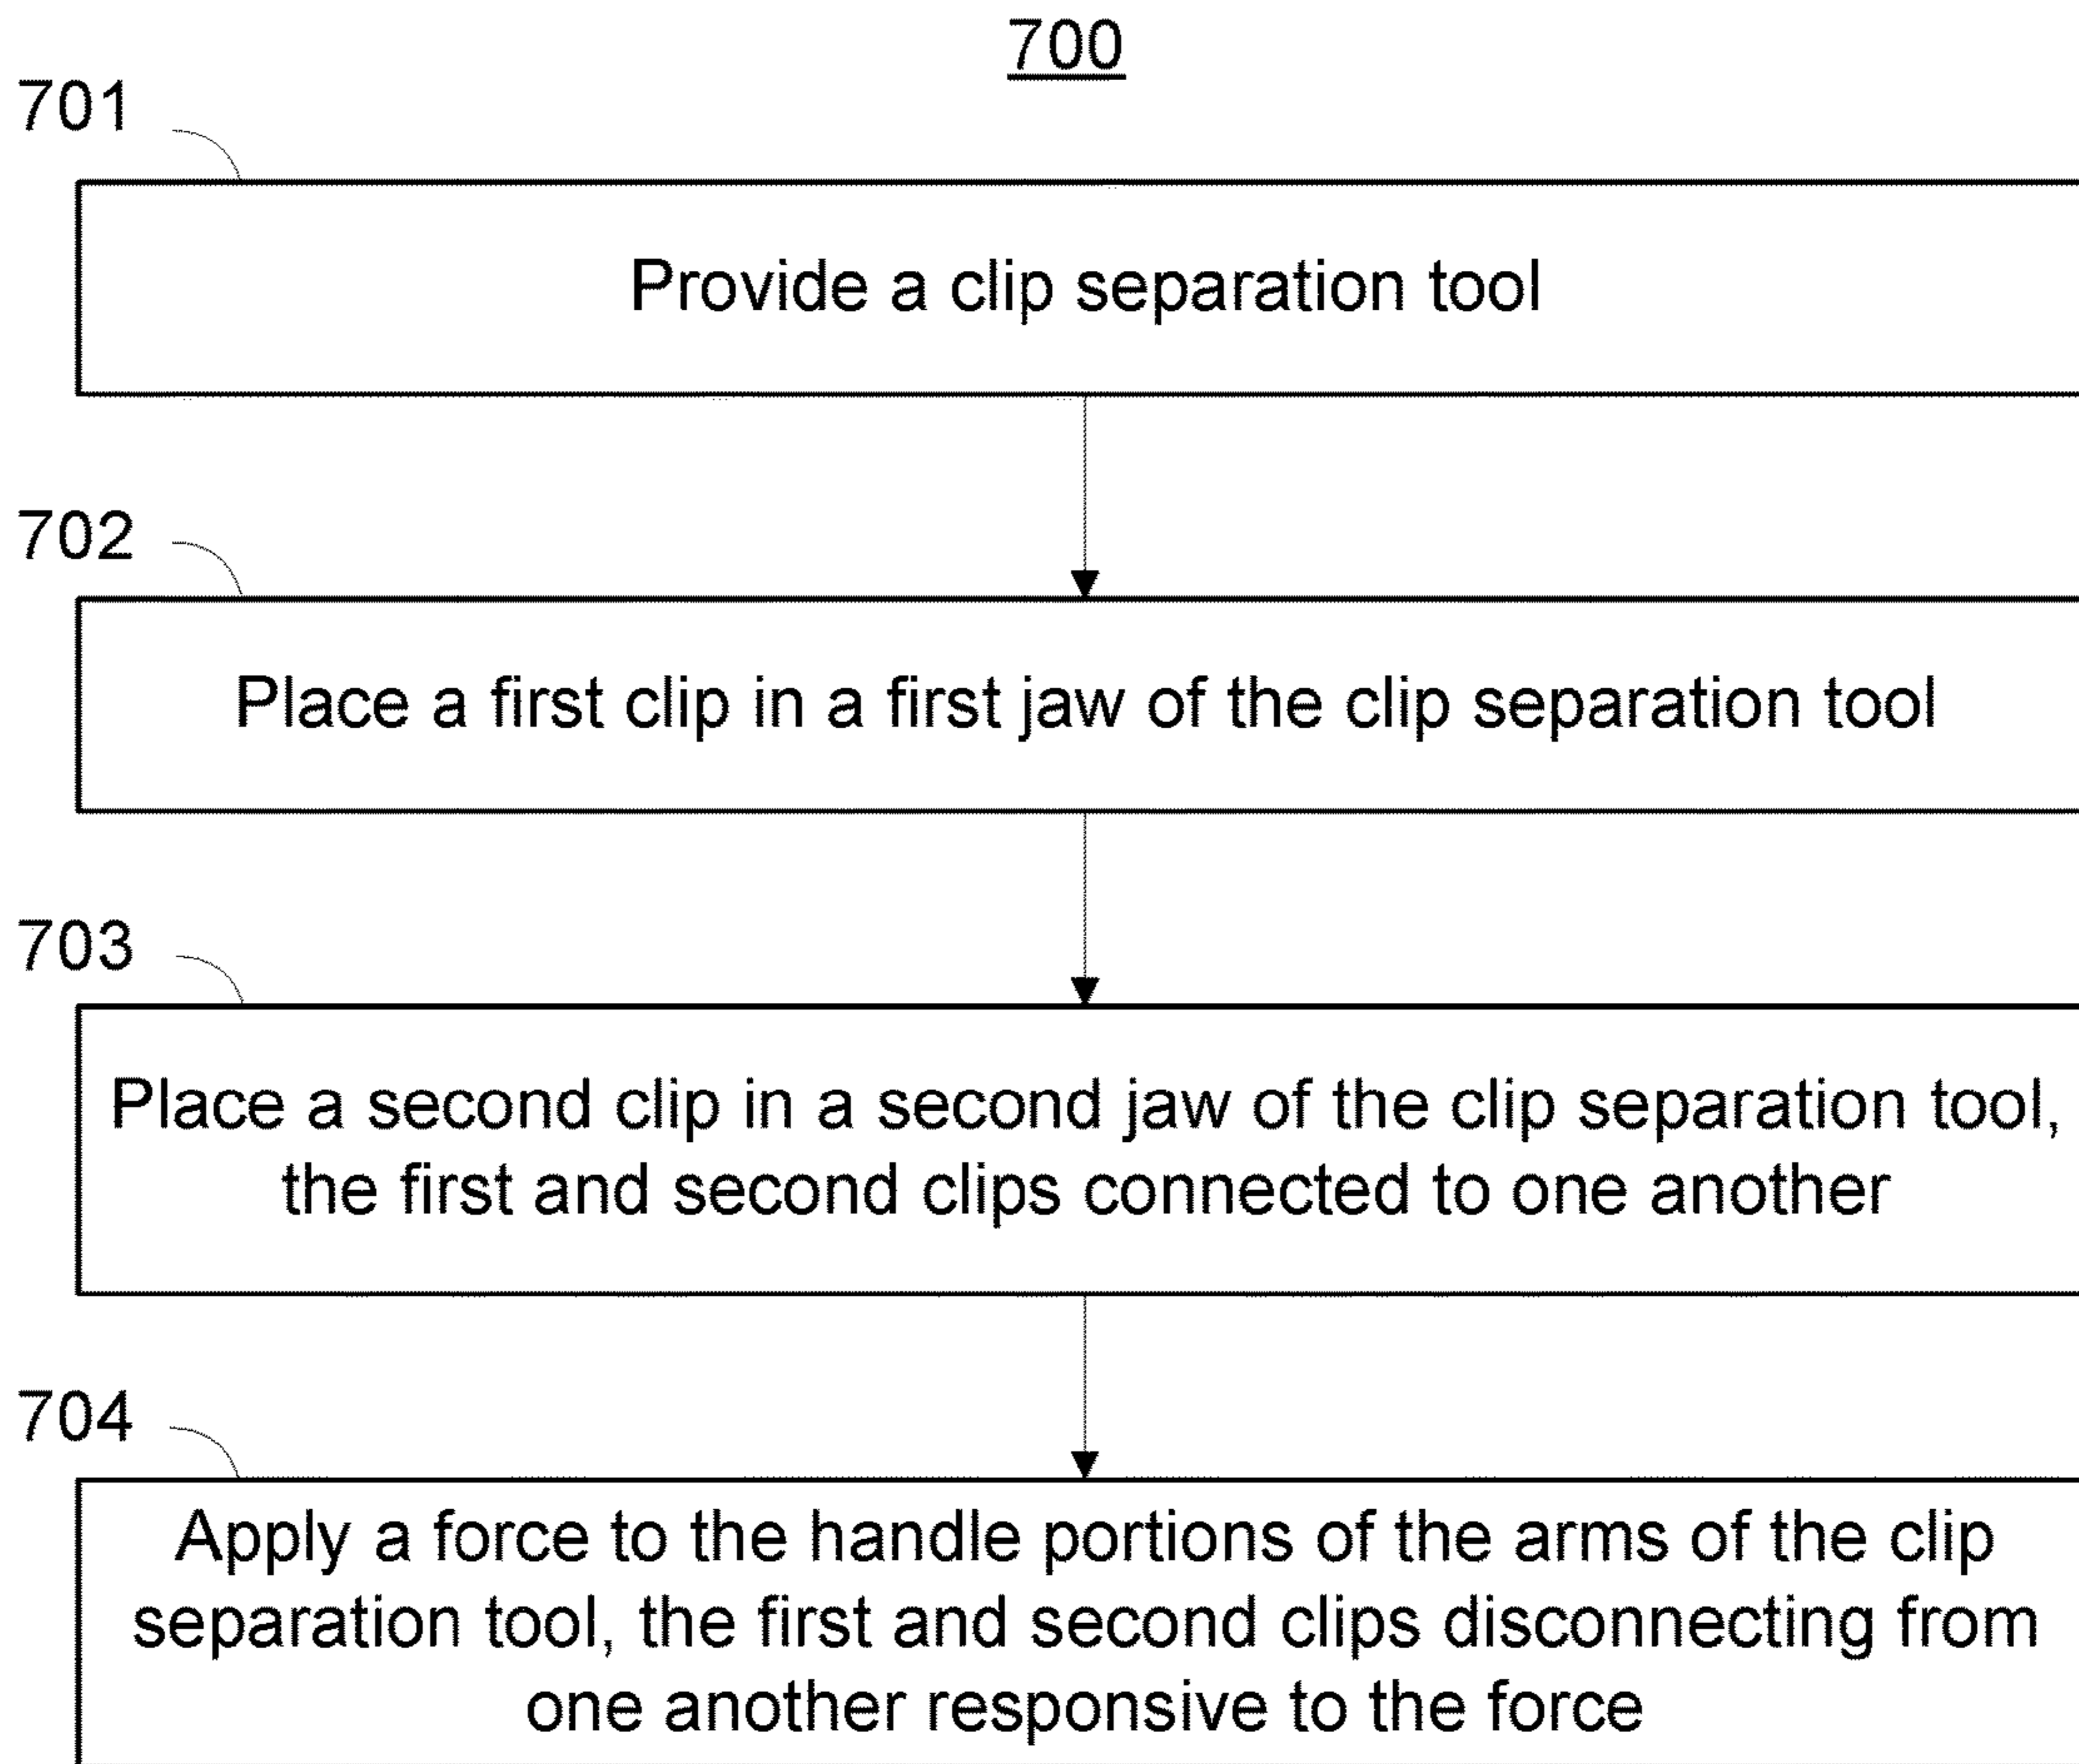 700
701
Provide a clip separation tool
702
Place a first clip in a first jaw of the clip separation tool
703
Place a second clip in a second jaw of the clip separation tool,
the first and second clips connected to one another
704
Apply a force to the handle portions of the arms of the clip
separation tool, the first and second clips disconnecting from
one another responsive to the force